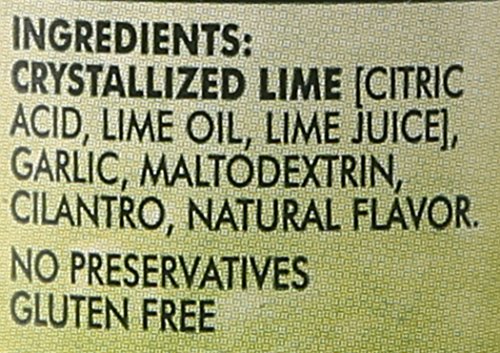 INGREDIENTS:
CRYSTALLIZED LIME [CITRIC
ACID, LIME OIL, LIME JUICE],
GARLIC, MALTODEXTRIN,
CILANTRO, NATURAL FLAVOR.
NO PRESERVATIVES
GLUTEN FREE